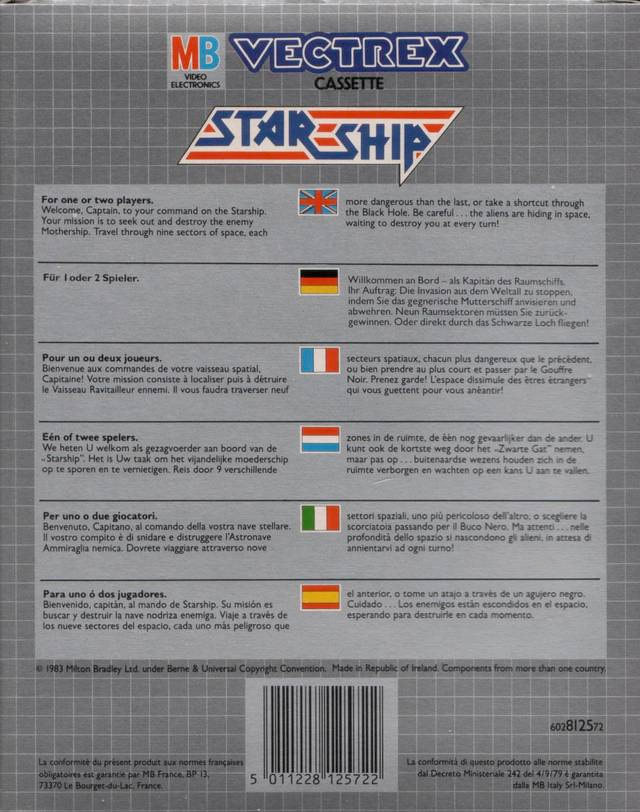 MB
VIDEO
ELECTRONICS
VECTREX
CASSETTE
STAR SHIP
For one or two players.
Welcome, Captain, to your command on the Starship.
Your mission is to seek out and destroy the enemy
Mothership. Travel through nine sectors of space, each
more dangerous than the last, or take a shortcut through
the Black Hole. Be careful . . . the aliens are hiding in space,
waiting to destroy you at every turn!
Für 1 oder 2 Spieler.
Willkommen an Bord – als Kapitän des Raumschiffs.
Ihr Auftrag: Die Invasion aus dem Weltall zu stoppen,
indem Sie das gegnerische Mutterschiff anvisieren und
abwehren. Neun Raumsektoren müssen Sie zurück-
gewinnen. Oder direkt durch das Schwarze Loch fliegen!
Pour un ou deux joueurs.
Bienvenue aux commandes de votre vaisseau spatial,
Capitaine! Votre mission consiste à localiser puis à détruire
le Vaisseau Ravitailleur ennemi. Il vous faudra traverser neuf
secteurs spatiaux, chacun plus dangereux que le précédent,
ou bien prendre au plus court et passer par le Gouffre
Noir. Prenez garde! L'espace dissimule des êtres étrangers
qui vous guettent pour vous anéantir!
Eén of twee spelers.
We heten U welkom als gezagvoerder aan boord van de
„Starship". Het is Uw taak om het vijandelijke moederschip
op te sporen en te vernietigen. Reis door 9 verschillende
zones in de ruimte, de èèn nog gevaarlijker dan de ander. U
kunt ook de kortste weg door het „Zwarte Gat" nemen,
maar pas op . . . buitenaardse wezens houden zich in de
ruimte verborgen en wachten op een kans U aan te vallen.
Per uno o due giocatori.
Benvenuto, Capitano, al comando della vostra nave stellare.
Il vostro compito è di snidare e distruggere l'Astronave
Ammiraglia nemica. Dovrete viaggiare attraverso nove
settori spaziali, uno più pericoloso dell'altro, o scegliere la
scorciatoia passando per il Buco Nero. Ma attenti . . . nelle
profondità dello spazio si nascondono gli alieni, in attesa di
annientarvi ad ogni turno!
Para uno ó dos jugadores.
Bienvenido, capitán, al mando de Starship. Su misión es
buscar y destruir la nave nodriza enemiga. Viaje a través de
los nueve sectores del espacio, cada uno más peligroso que
el anterior, o tome un atajo a través de un agujero negro.
Cuidado . . . Los enemigos están escondidos en el espacio,
esperando para destruirle en cada momento.
© 1983 Milton Bradley Ltd. under Berne & Universal Copyright Convention. Made in Republic of Ireland. Components from more than one country.
602812572
La conformité du présent produit aux normes françaises
obligatoires est garantie par MB France, BP 13,
73370 Le Bourget-du-Lac, France.
5 011228 125722
La conformità di questo prodotto alle norme stabilite
dal Decreto Ministeriale 242 del 4/9/79 è garantita
dalla MB Italy Srl-Milano.